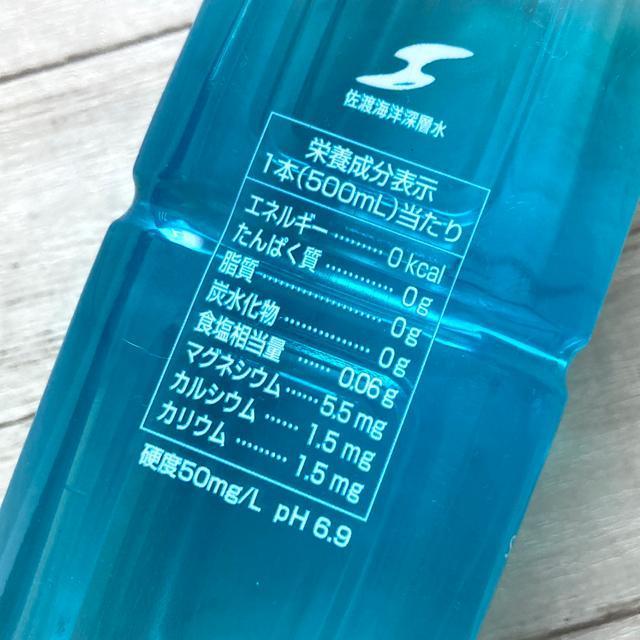 佐渡海洋深層水
栄養成分表示
1本(500mL)当たり
エネルギー ......... 0 kcal
たんぱく質 ............ 0 g
脂質 ...................... 0 g
炭水化物 ............... 0 g
食塩相当量 ...... 0.06 g
マグネシウム ...... 5.5 mg
カルシウム ...... 1.5 mg
カリウム ......... 1.5 mg
硬度50mg/L pH 6.9